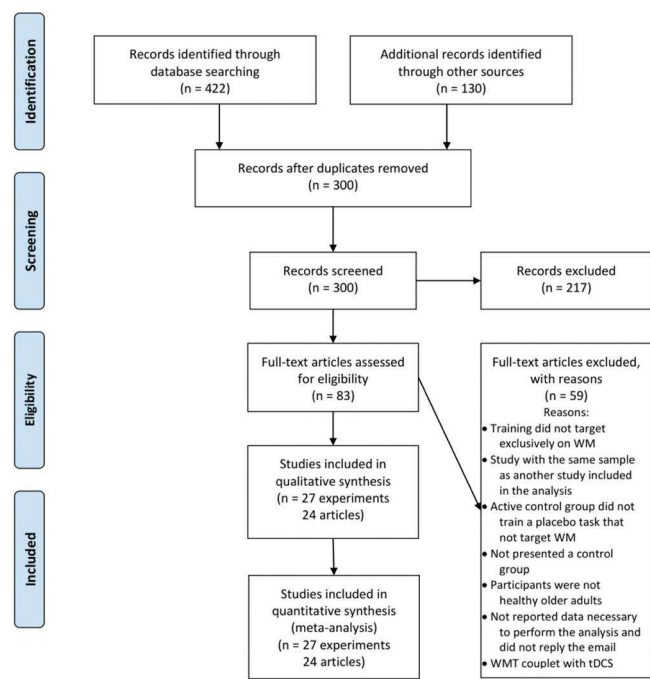 Identification
Records identified through
database searching
(n = 422)
Additional records identified
through other sources
(n = 130)
Records after duplicates removed
(n = 300)
Screening
Records screened
(n = 300)
Records excluded
(n = 217)
Eligibility
Full-text articles assessed
for eligibility
(n = 83)
Full-text articles excluded,
with reasons
(n = 59)
Reasons:
• Training did not target
exclusively on WM
• Study with the same sample
as another study included
in the analysis
• Active control group did not
train a placebo task that
not target WM
• Not presented a control
group
• Participants were not
healthy older adults
• Not reported data necessary
to perform the analysis and
did not reply the email
• WMT couplet with tDCS
Included
Studies included in
qualitative synthesis
(n = 27 experiments
24 articles)
Studies included in
quantitative synthesis
(meta-analysis)
(n = 27 experiments
24 articles)